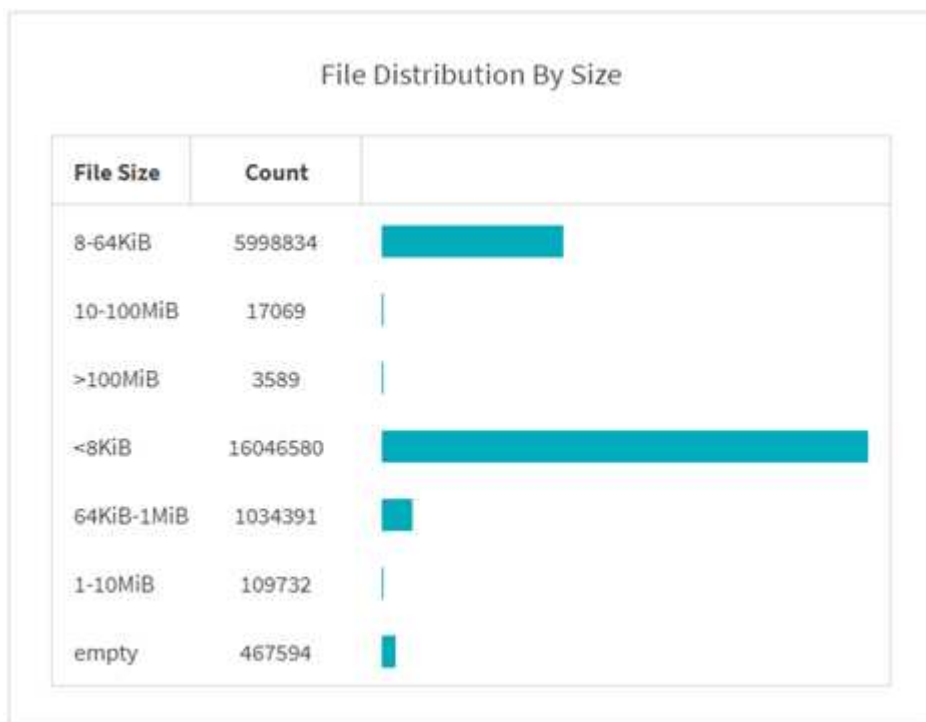 File Distribution By Size
File Size Count
8-64KiB 5998834
10-100MiB 17069
>100MiB 3589
<8KiB 16046580
64KiB-1MiB 1034391
1-10MiB 109732
empty 467594